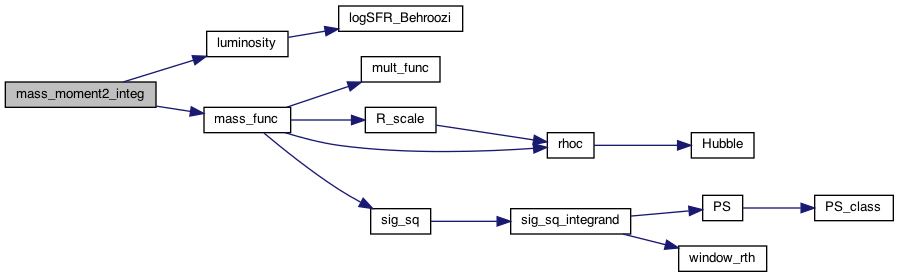 mass_moment2_integ
luminosity
logSFR_Behroozi
mass_func
mult_func
R_scale
rhoc
Hubble
sig_sq
sig_sq_integrand
PS
PS_class
window_rth